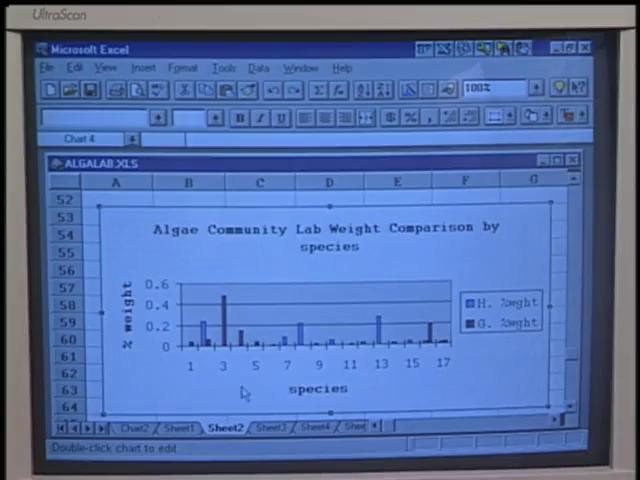 UltraScan
Microsoft Excel
File Edit View Insert Format Tools Data Window Help
100%
B I U $ % ,
Chart 4
ALGALAB.XLS
A B C D E F G
52
53
54
55
56
57
58
59
60
61
62
63
64
Algae Community Lab Weight Comparison by
species
% weight
0.6
0.4
0.2
0
1 3 5 7 9 11 13 15 17
species
H. %wght
G. %wght
Chart2 Sheet1 Sheet2 Sheet3 Sheet4 Shee
Double-click chart to edit